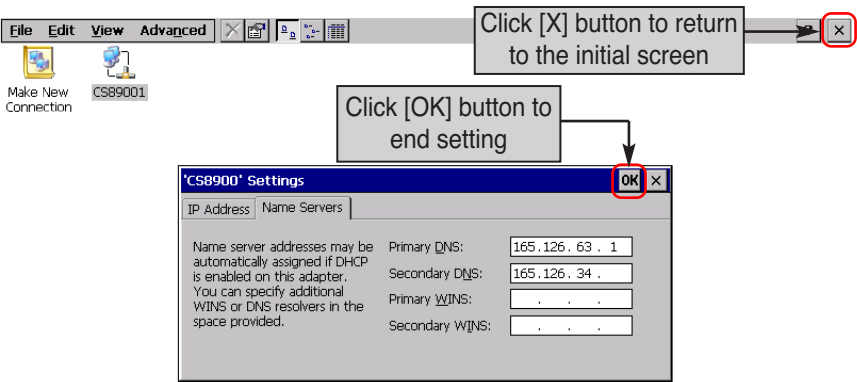 Click [X] button to return
to the initial screen
File Edit View Advanced
Make New
Connection
CS89001
Click [OK] button to
end setting
'CS8900' Settings
OK
IP Address Name Servers
Name server addresses may be
automatically assigned if DHCP
is enabled on this adapter.
You can specify additional
WINS or DNS resolvers in the
space provided.
Primary DNS: 165.126. 63 . 1
Secondary DNS: 165.126. 34 .
Primary WINS: . . .
Secondary WINS: . . .